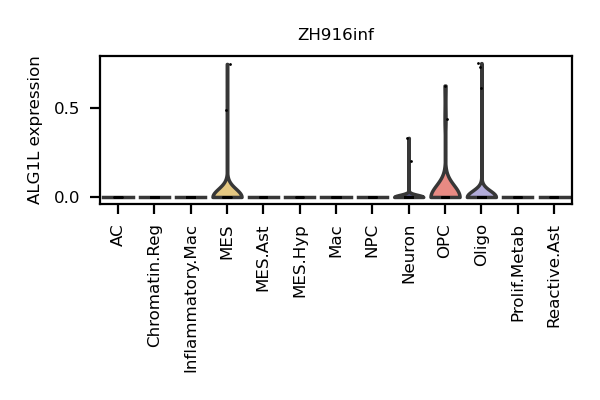 ZH916inf
ALG1L expression
0.5
0.0
AC
Chromatin.Reg
Inflammatory.Mac
MES
MES.Ast
MES.Hyp
Mac
NPC
Neuron
OPC
Oligo
Prolif.Metab
Reactive.Ast